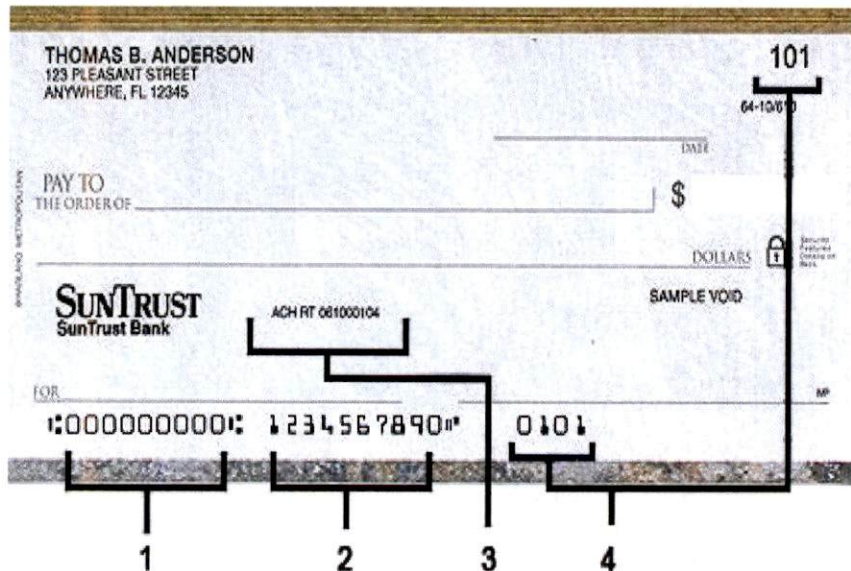 THOMAS B. ANDERSON
123 PLEASANT STREET
ANYWHERE, FL 12345
101
DATE
PAY TO
THE ORDER OF
$
DOLLARS
SunTrust
SunTrust Bank
ACH RT 061000104
SAMPLE VOID
FOR
MP
⑆000000000⑆ 1234567890⑈ 0101
1 2 3 4